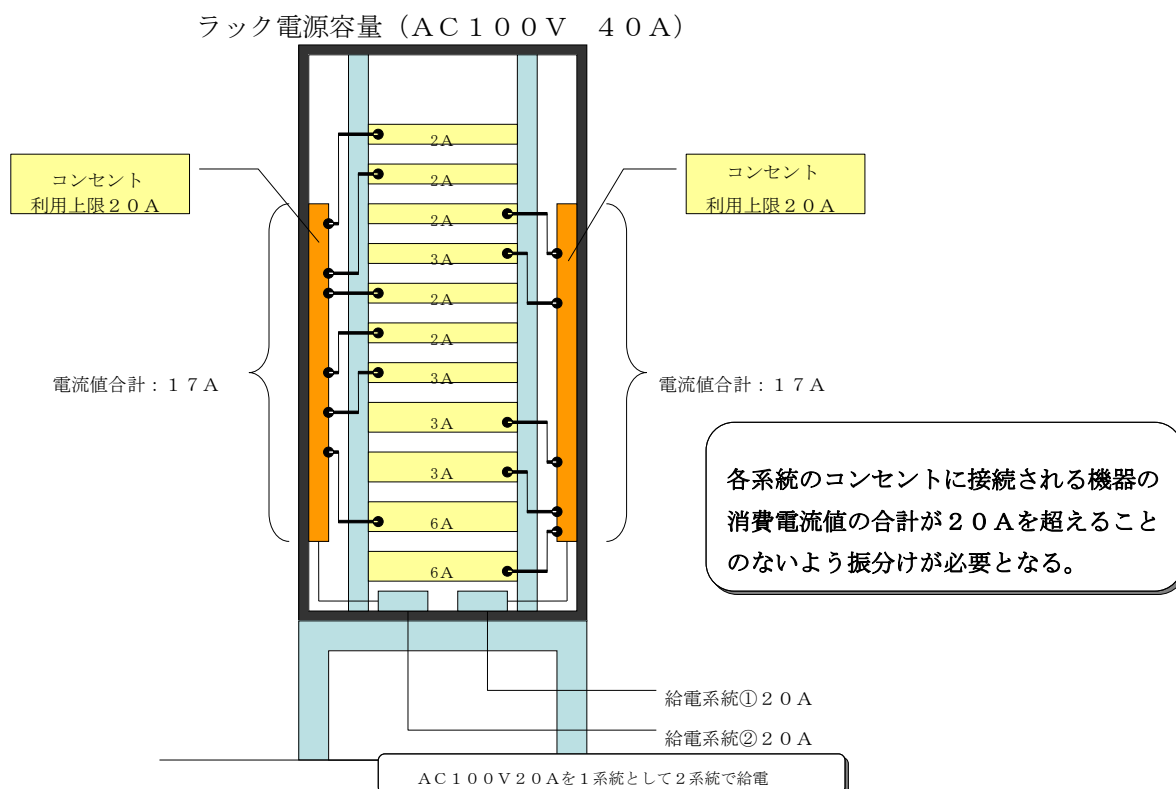 ラック電源容量（ＡＣ１００Ｖ　４０Ａ）
コンセント
利用上限２０Ａ
コンセント
利用上限２０Ａ
2A
2A
2A
3A
2A
2A
3A
3A
3A
6A
6A
電流値合計：１７Ａ
電流値合計：１７Ａ
各系統のコンセントに接続される機器の
消費電流値の合計が２０Ａを超えること
のないよう振分けが必要となる。
給電系統①２０Ａ
給電系統②２０Ａ
ＡＣ１００Ｖ２０Ａを１系統として２系統で給電